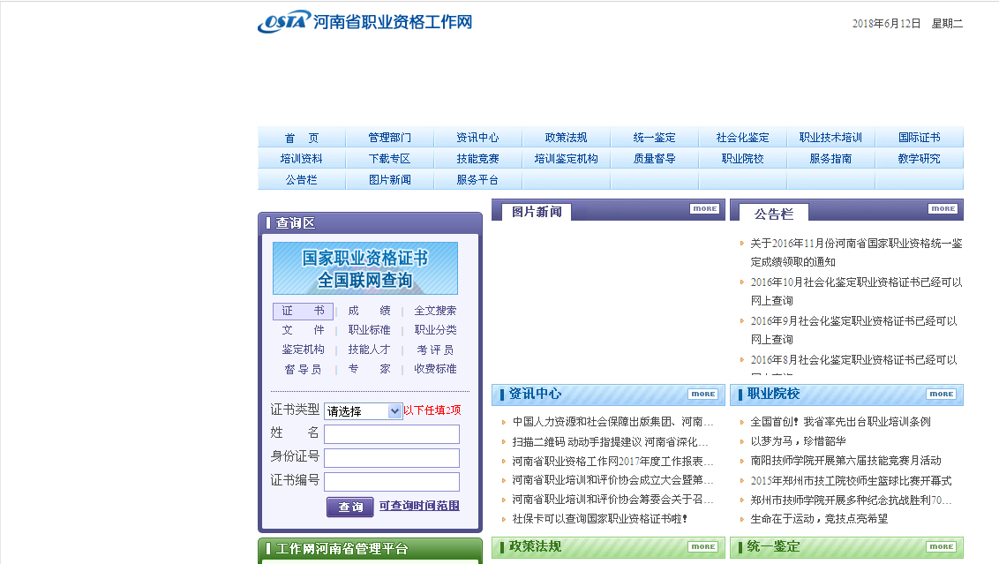 OSTA 河南省职业资格工作网
2018年6月12日 星期二
首 页 管理部门 资讯中心 政策法规 统一鉴定 社会化鉴定 职业技术培训 国际证书
培训资料 下载专区 技能竞赛 培训鉴定机构 质量督导 职业院校 服务指南 教学研究
公告栏 图片新闻 服务平台
查询区
国家职业资格证书
全国联网查询
证 书 成 绩 全文搜索
文 件 职业标准 职业分类
鉴定机构 技能人才 考 评 员
督 导 员 专 家 收费标准
证书类型 请选择 以下任填2项
姓 名
身份证号
证书编号
查询 可查询时间范围
工作网河南省管理平台
图片新闻 MORE
公告栏 MORE
关于2016年11月份河南省国家职业资格统一鉴
定成绩领取的通知
2016年10月社会化鉴定职业资格证书已经可以
网上查询
2016年9月社会化鉴定职业资格证书已经可以
网上查询
2016年8月社会化鉴定职业资格证书已经可以
资讯中心 MORE
中国人力资源和社会保障出版集团、河南...
扫描二维码 动动手指提建议 河南省深化...
河南省职业资格工作网2017年度工作报表...
河南省职业培训和评价协会成立大会暨第...
河南省职业培训和评价协会筹委会关于召...
社保卡可以查询国家职业资格证书啦！
职业院校 MORE
全国首创！我省率先出台职业培训条例
以梦为马，珍惜韶华
南阳技师学院开展第六届技能竞赛月活动
2015年郑州市技工院校师生篮球比赛开幕式
郑州市技师学院开展多种纪念抗战胜利70...
生命在于运动，竞技点亮希望
政策法规 MORE
统一鉴定 MORE